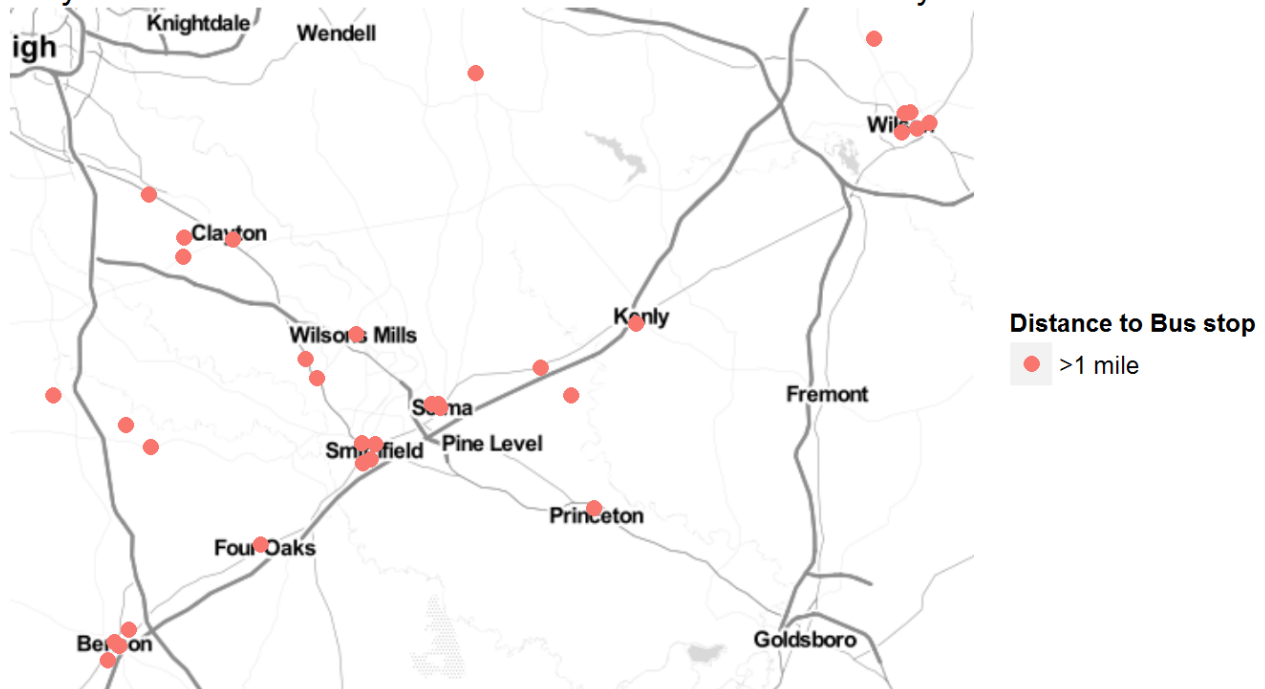 Knightdale
Wendell
igh
Wilson
Clayton
Kenly
Wilsons Mills
Fremont
Selma
Smithfield
Pine Level
Princeton
Four Oaks
Benson
Goldsboro
Distance to Bus stop
>1 mile